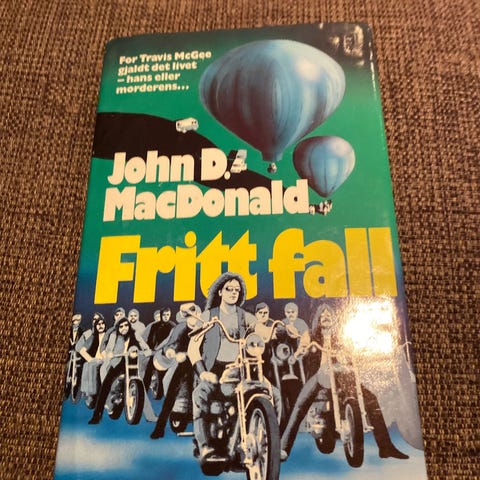 For Travis McGee
gjaldt det livet
– hans eller
morderens...
John D.
MacDonald
Fritt fall